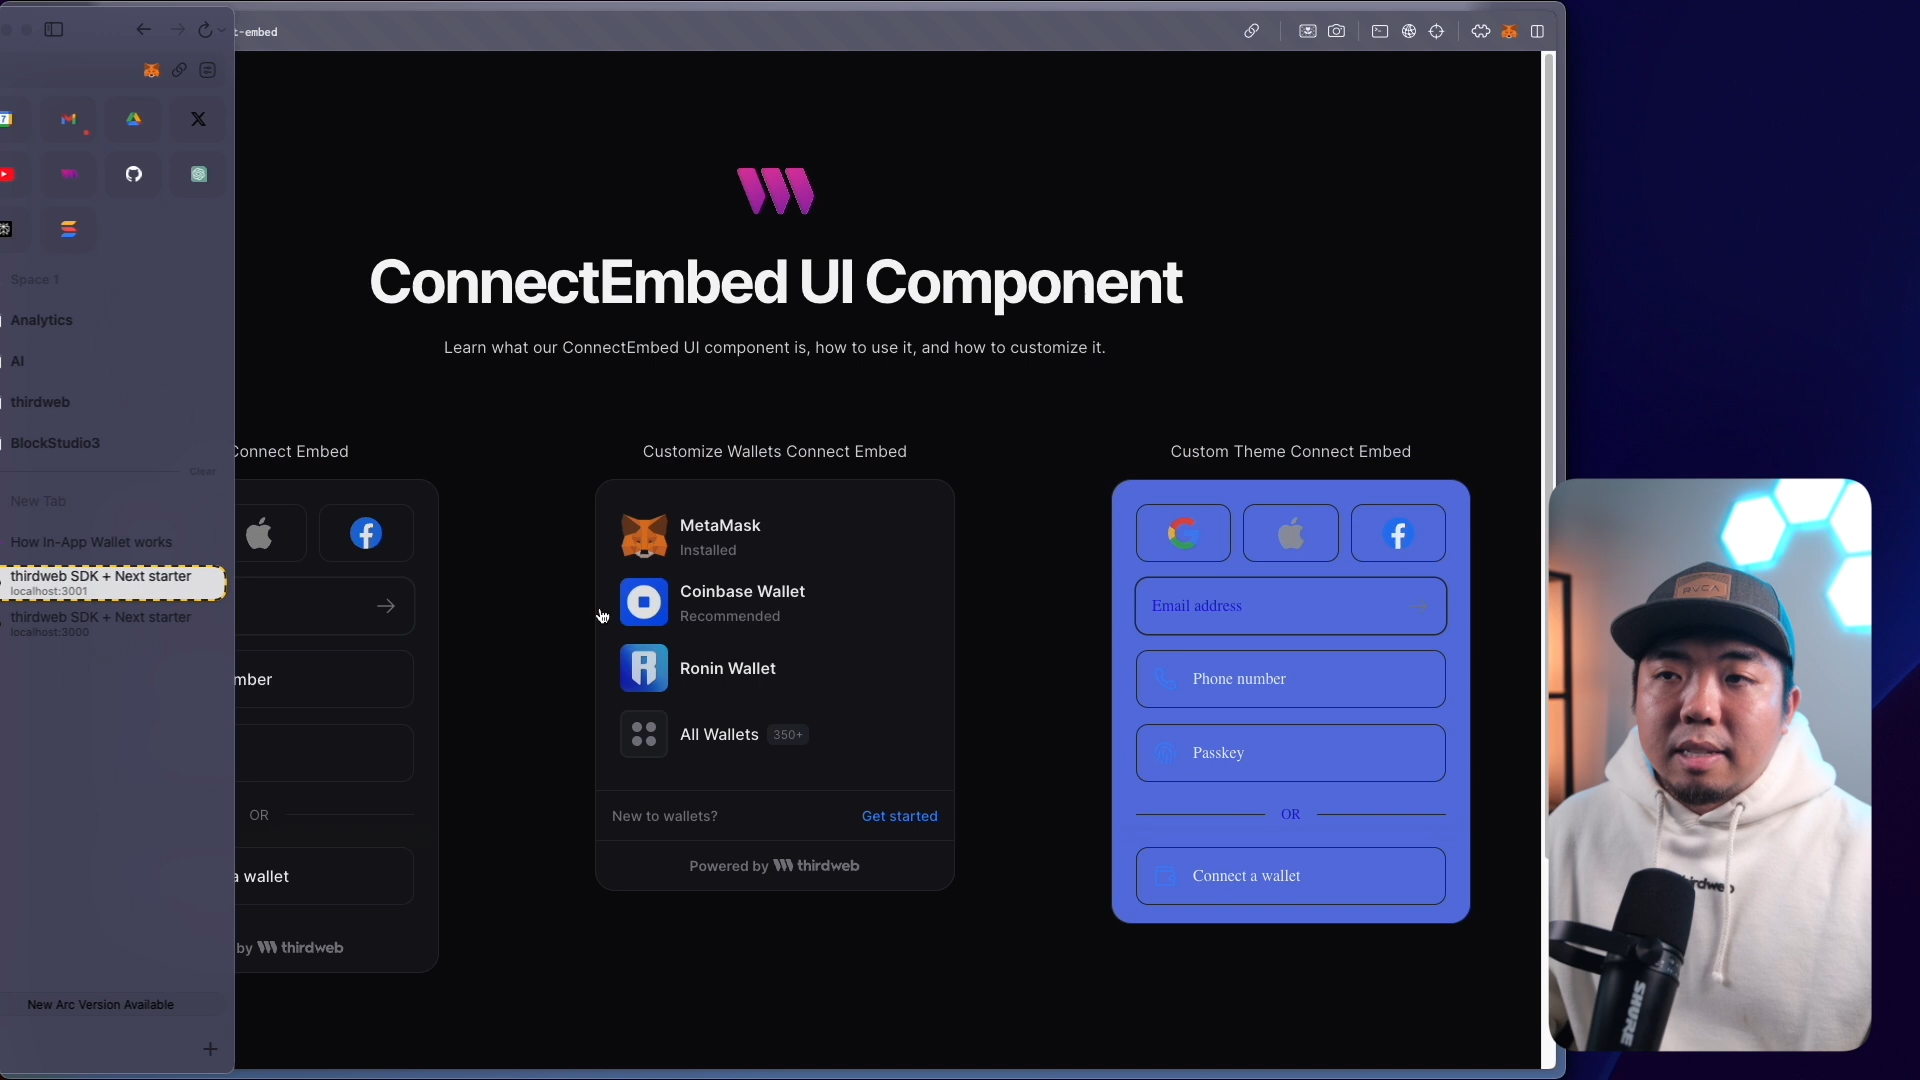 t-embed
Space 1
Analytics
AI
thirdweb
BlockStudio3
Clear
New Tab
How In-App Wallet works
thirdweb SDK + Next starter
localhost:3001
thirdweb SDK + Next starter
localhost:3000
New Arc Version Available
ConnectEmbed UI Component
Learn what our ConnectEmbed UI component is, how to use it, and how to customize it.
Connect Embed
mber
OR
a wallet
by thirdweb
Customize Wallets Connect Embed
MetaMask
Installed
Coinbase Wallet
Recommended
Ronin Wallet
All Wallets 350+
New to wallets? Get started
Powered by thirdweb
Custom Theme Connect Embed
Email address
Phone number
Passkey
OR
Connect a wallet
RVCA
thirdweb
SHURE